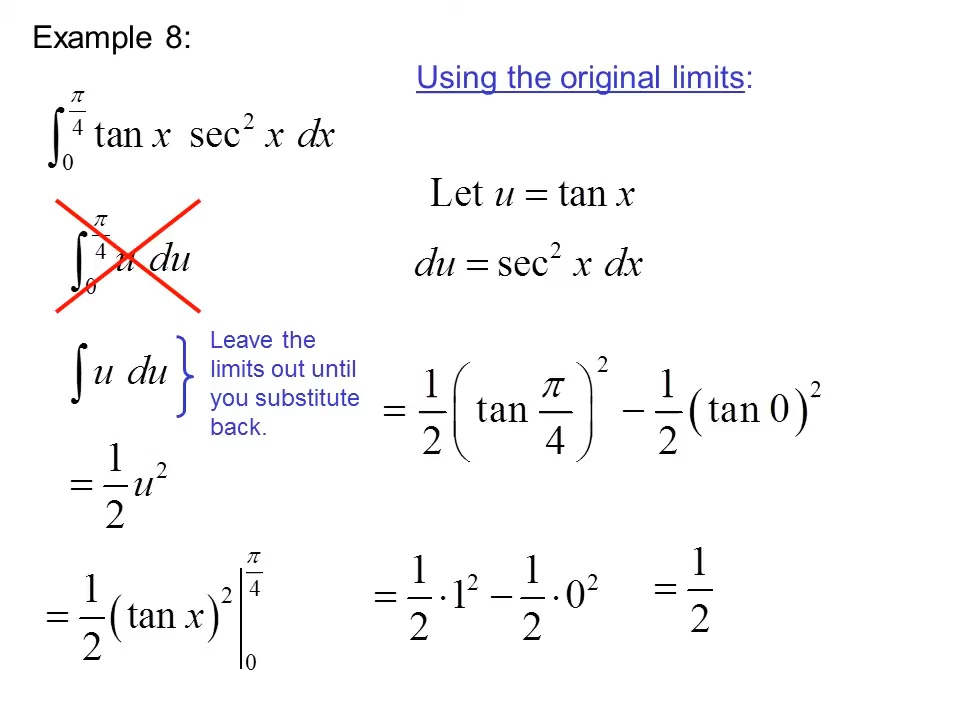 Example 8:
Using the original limits:
∫₀^(π/4) tan x sec² x dx
Let u = tan x
∫₀^(π/4) u du
du = sec² x dx
∫ u du
Leave the
limits out until
you substitute
back.
= 1/2 (tan π/4)² − 1/2 (tan 0)²
= 1/2 u²
= 1/2 (tan x)² |₀^(π/4)
= 1/2 · 1² − 1/2 · 0²
= 1/2